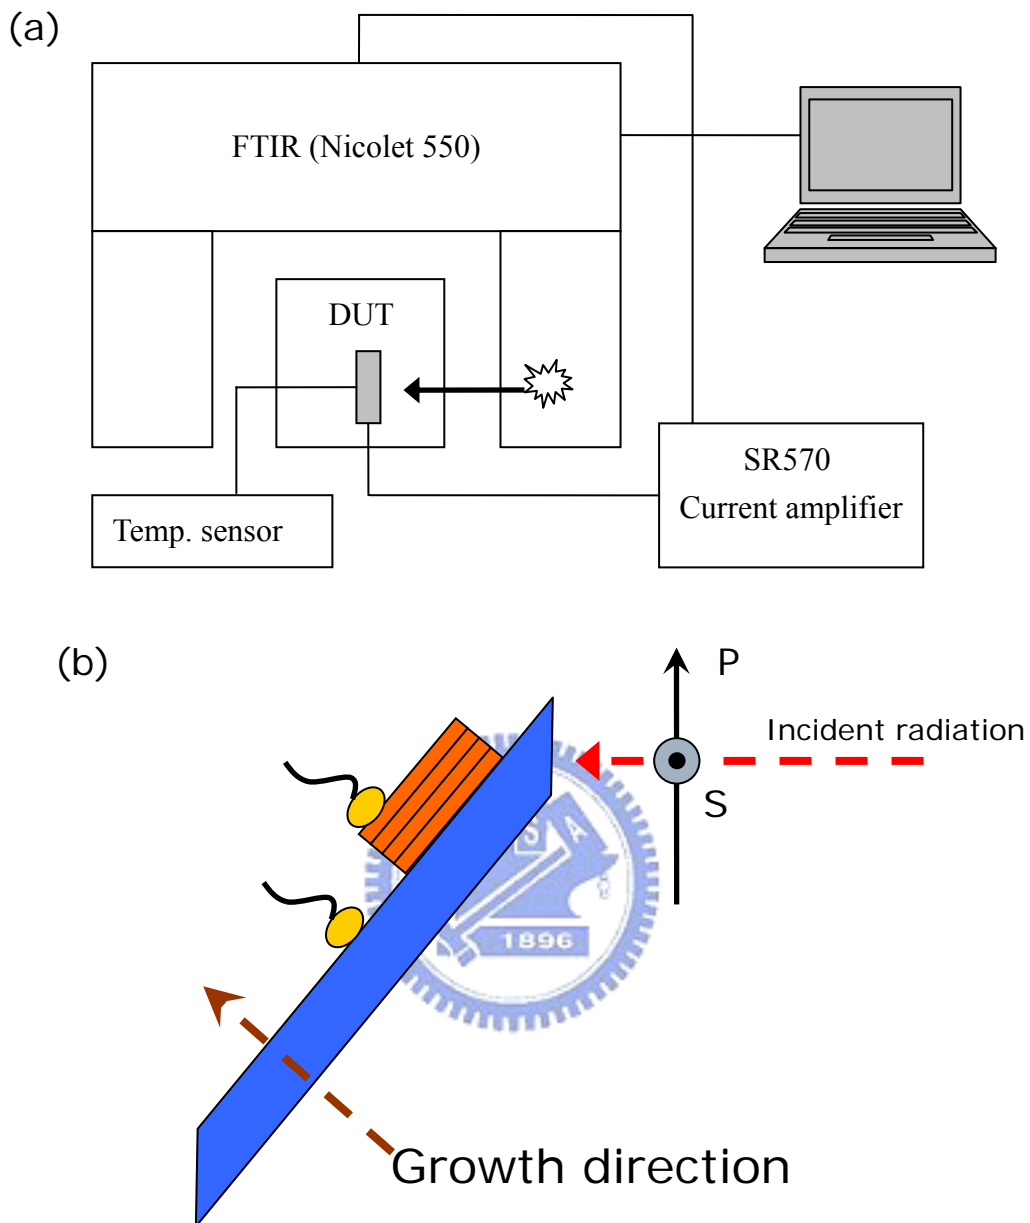 (a)
FTIR (Nicolet 550)
DUT
SR570
Current amplifier
Temp. sensor
(b)
P
Incident radiation
S
S A
1896
Growth direction